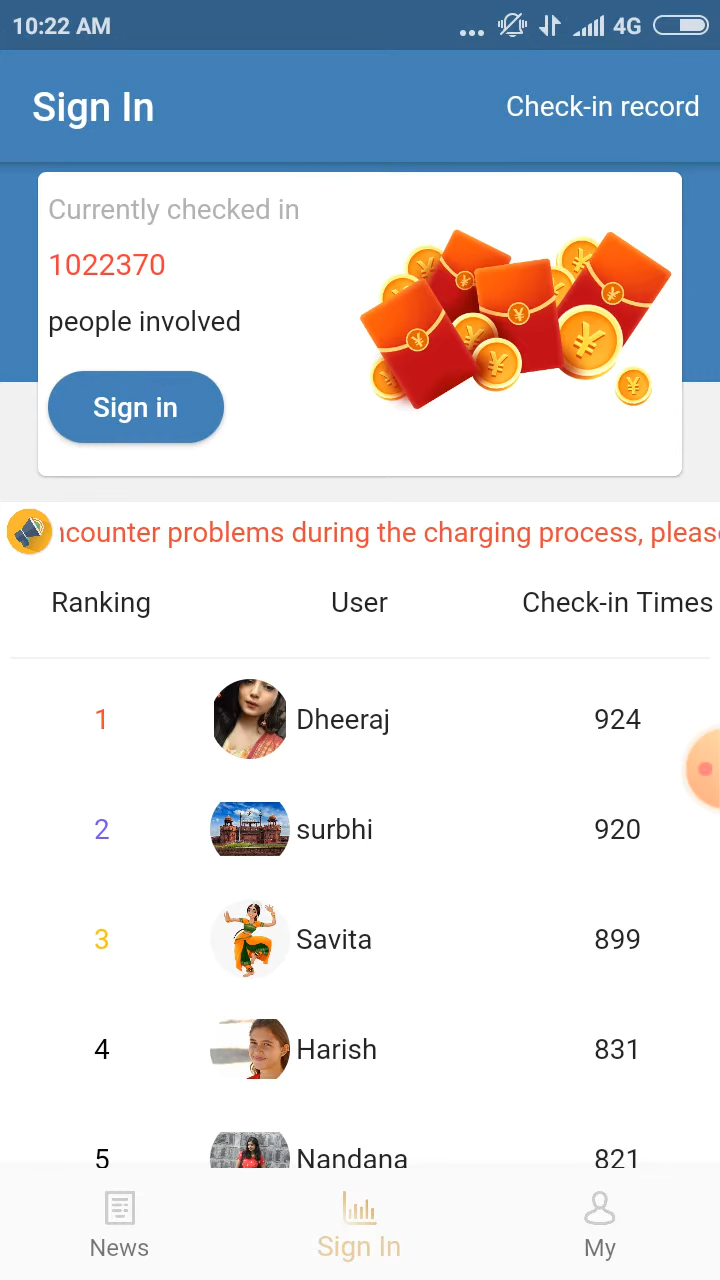 10:22 AM
4G
Sign In
Check-in record
Currently checked in
1022370
people involved
Sign in
problems during the charging process,
Ranking User Check-in Times
1 Dheeraj 924
2 surbhi 920
3 Savita 899
4 Harish 831
5 Nandana 821
News Sign In My